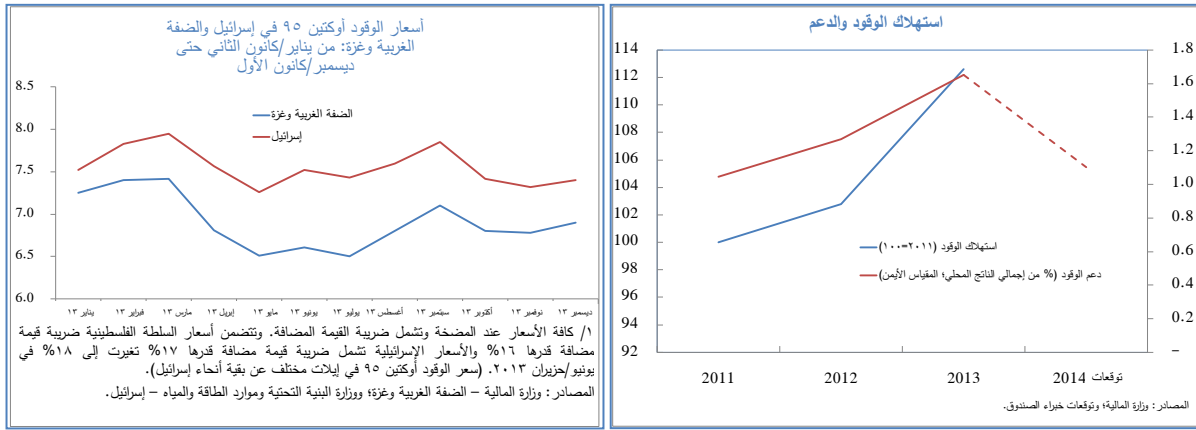 استهلاك الوقود والدعم
114
112
110
108
106
104
102
100
98
96
94
92
1.8
1.6
1.4
1.2
1.0
0.8
0.6
0.4
0.2
–
استهلاك الوقود (٢٠١١=١٠٠)
دعم الوقود (% من إجمالي الناتج المحلي؛ المقياس الأيمن)
2011
2012
2013
توقعات 2014
المصادر: وزارة المالية؛ وتوقعات خبراء الصندوق.
أسعار الوقود أوكتين ٩٥ في إسرائيل والضفة
الغربية وغزة: من يناير/كانون الثاني حتى
ديسمبر/كانون الأول
8.5
8.0
7.5
7.0
6.5
6.0
الضفة الغربية وغزة
إسرائيل
يناير ١٣
فبراير ١٣
مارس ١٣
إبريل ١٣
مايو ١٣
يونيو ١٣
يوليو ١٣
أغسطس ١٣
سبتمبر ١٣
أكتوبر ١٣
نوفمبر ١٣
ديسمبر ١٣
١/ كافة الأسعار عند المضخة وتشمل ضريبة القيمة المضافة. وتتضمن أسعار السلطة الفلسطينية ضريبة قيمة
مضافة قدرها ١٦% والأسعار الإسرائيلية تشمل ضريبة قيمة مضافة قدرها ١٧% تغيرت إلى ١٨% في
يونيو/حزيران ٢٠١٣. (سعر الوقود أوكتين ٩٥ في إيلات مختلف عن بقية أنحاء إسرائيل).
المصادر: وزارة المالية – الضفة الغربية وغزة؛ ووزارة البنية التحتية وموارد الطاقة والمياه – إسرائيل.